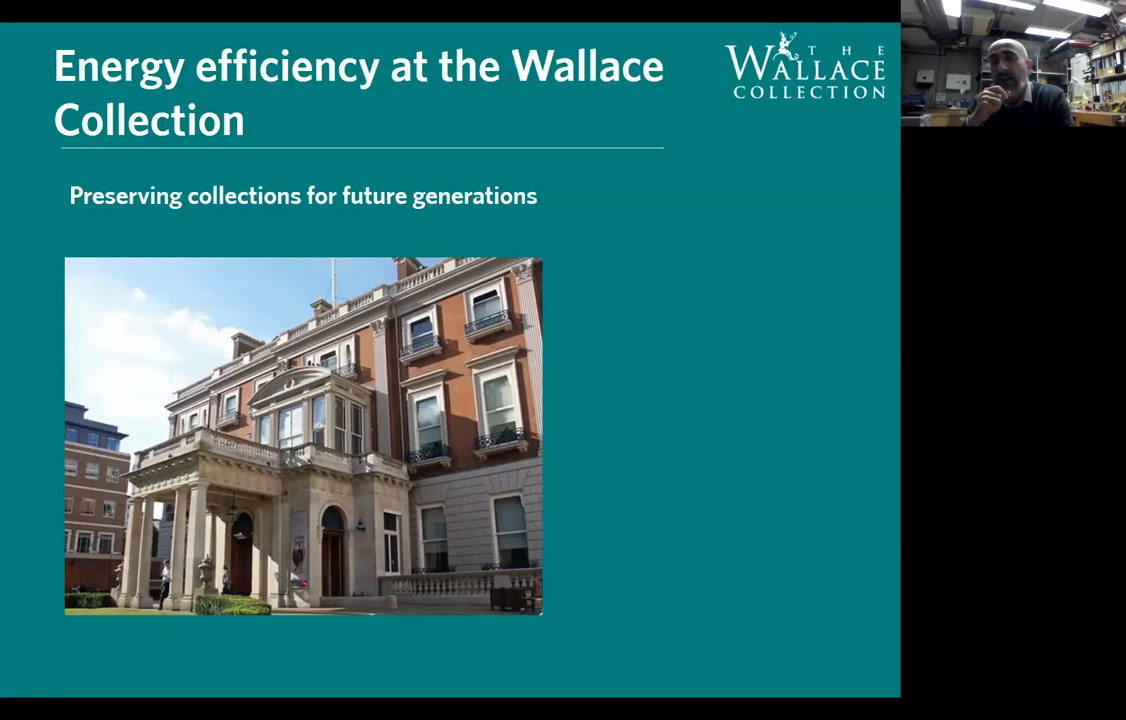 Energy efficiency at the Wallace
Collection
THE
WALLACE
COLLECTION
Preserving collections for future generations